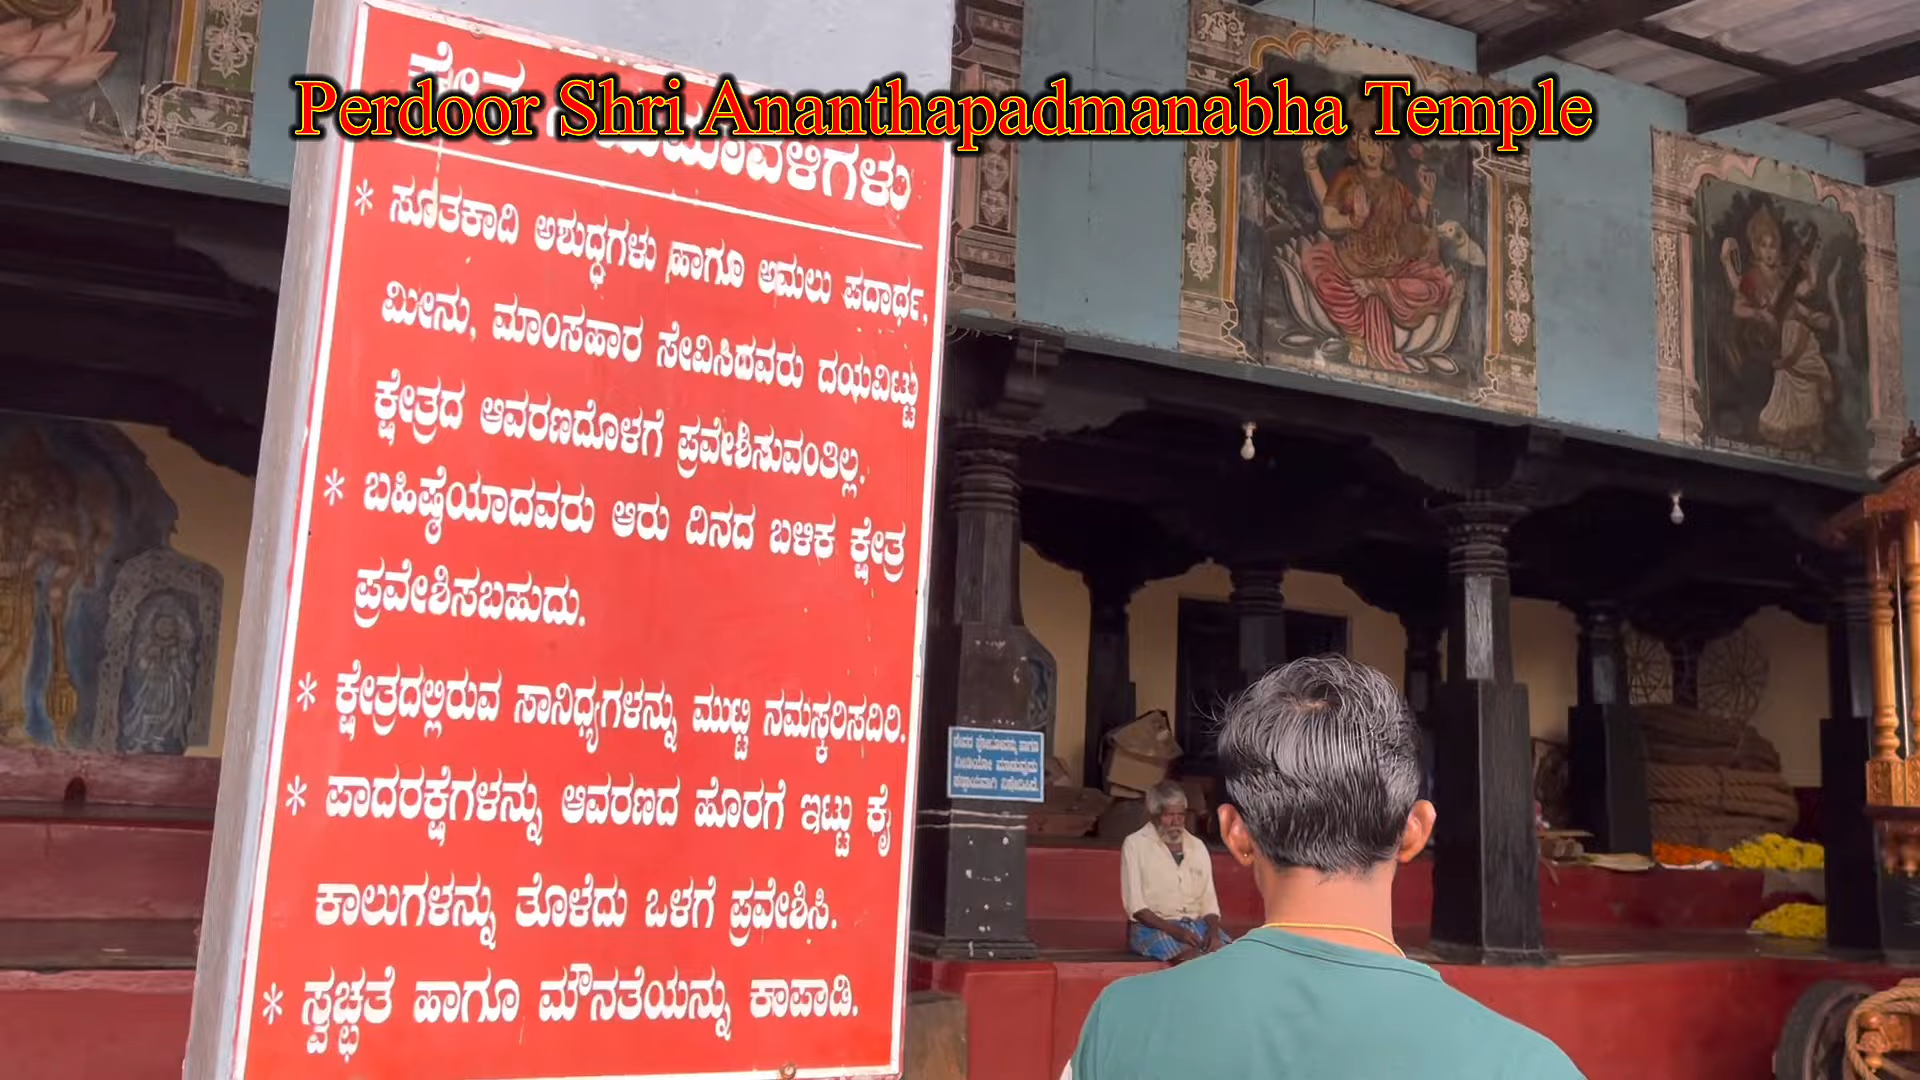 Perdoor Shri Ananthapadmanabha Temple
ಕ್ಷೇತ್ರ
* ಸೂತಕಾದಿ ಅಶುದ್ಧಗಳು ಹಾಗೂ ಅಮಲು ಪದಾರ್ಥ,
ಮೀನು, ಮಾಂಸಹಾರ ಸೇವಿಸಿದವರು ದಯವಿಟ್ಟು
ಕ್ಷೇತ್ರದ ಆವರಣದೊಳಗೆ ಪ್ರವೇಶಿಸುವಂತಿಲ್ಲ.
* ಬಹಿಷ್ಠೆಯಾದವರು ಆರು ದಿನದ ಬಳಿಕ ಕ್ಷೇತ್ರ
ಪ್ರವೇಶಿಸಬಹುದು.
* ಕ್ಷೇತ್ರದಲ್ಲಿರುವ ಸಾನಿಧ್ಯಗಳನ್ನು ಮುಟ್ಟಿ ನಮಸ್ಕರಿಸದಿರಿ.
* ಪಾದರಕ್ಷೆಗಳನ್ನು ಆವರಣದ ಹೊರಗೆ ಇಟ್ಟು ಕೈ
ಕಾಲುಗಳನ್ನು ತೊಳೆದು ಒಳಗೆ ಪ್ರವೇಶಿಸಿ.
* ಸ್ವಚ್ಛತೆ ಹಾಗೂ ಮೌನತೆಯನ್ನು ಕಾಪಾಡಿ.